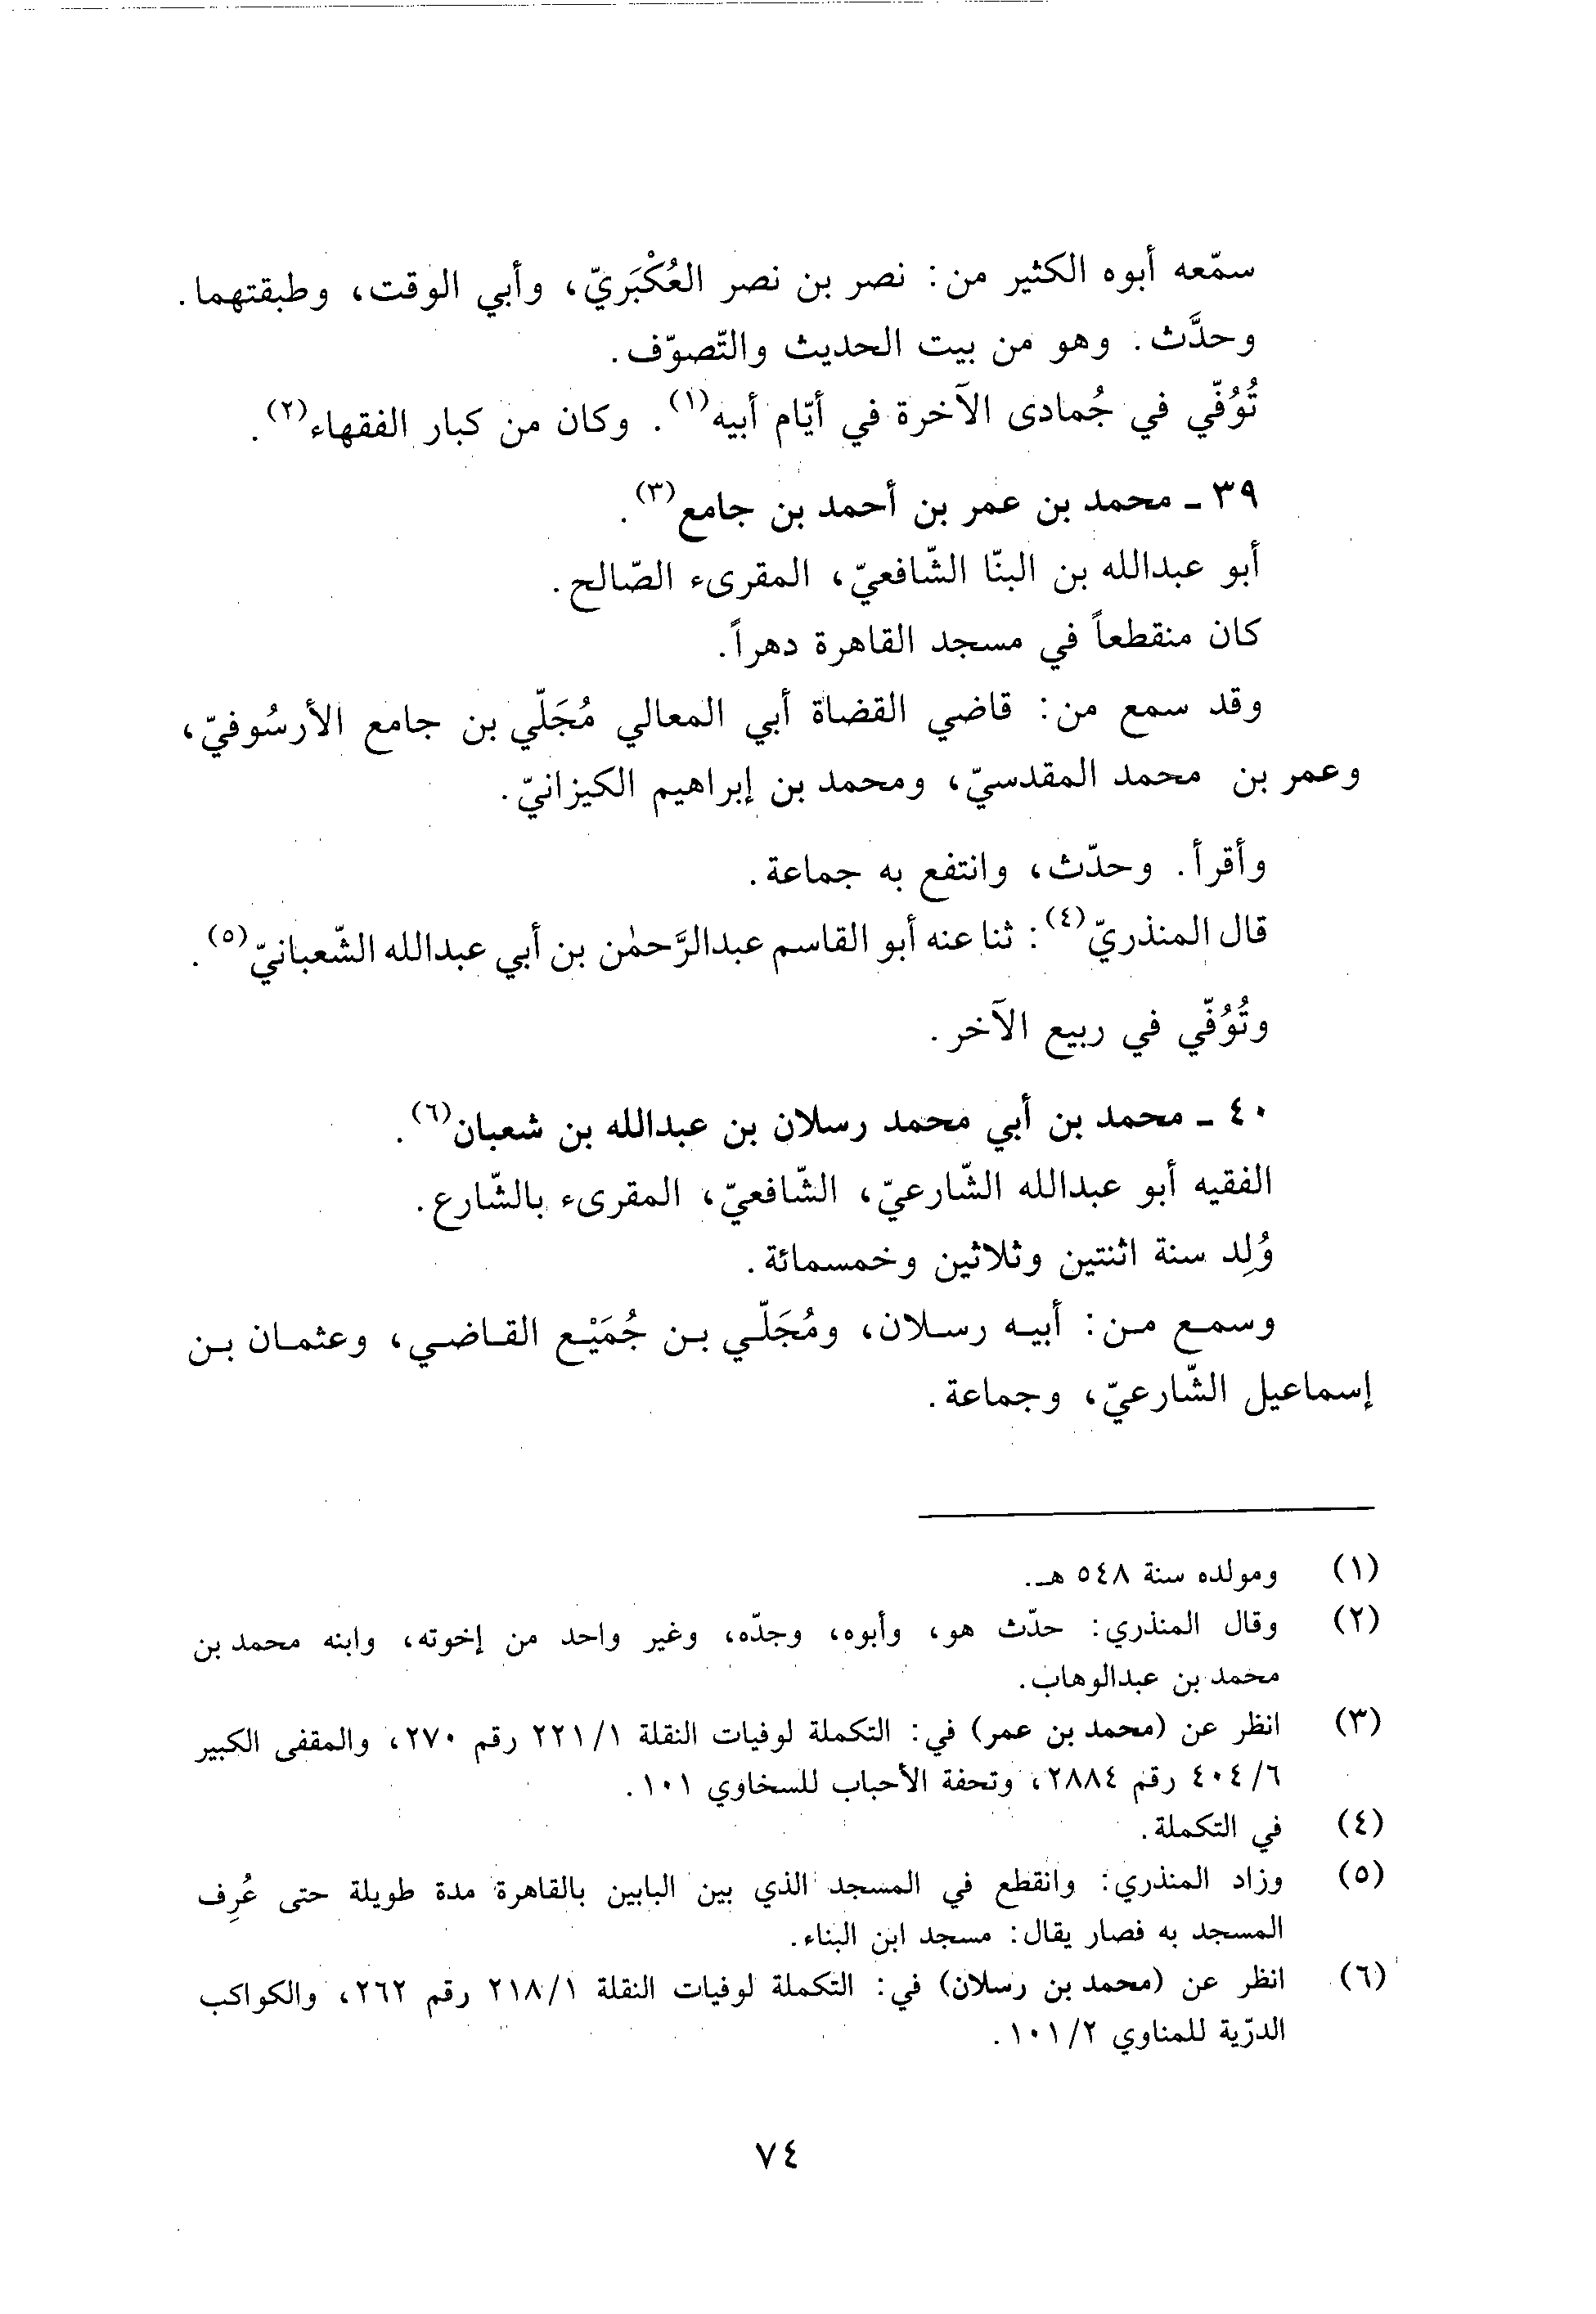 سمّعه أبوه الكثير من: نصر بن نصر العُكْبَريّ، وأبي الوقت، وطبقتهما.
وحدَّث. وهو من بيت الحديث والتّصوّف.
تُوُفّي في جُمادى الآخرة في أيّام أبيه(١). وكان من كبار الفقهاء(٢).
٣٩ ـ محمد بن عمر بن أحمد بن جامع(٣).
أبو عبدالله بن البنّا الشّافعيّ، المقرىء الصّالح.
كان منقطعاً في مسجد القاهرة دهراً.
وقد سمع من: قاضي القضاة أبي المعالي مُجَلّي بن جامع الأرسُوفيّ،
وعمر بن محمد المقدسيّ، ومحمد بن إبراهيم الكيزانيّ.
وأقرأ. وحدّث، وانتفع به جماعة.
قال المنذريّ(٤): ثنا عنه أبو القاسم عبدالرَّحمٰن بن أبي عبدالله الشّعبانيّ(٥).
وتُوُفّي في ربيع الآخر.
٤٠ ـ محمد بن أبي محمد رسلان بن عبدالله بن شعبان(٦).
الفقيه أبو عبدالله الشّارعيّ، الشّافعيّ، المقرىء بالشّارع.
وُلِد سنة اثنتين وثلاثين وخمسمائة.
وسمـع مـن: أبيـه رسـلان، ومُجَلّـي بـن جُمَيْـع القـاضـي، وعثمـان بـن
إسماعيل الشّارعيّ، وجماعة.
(١) ومولده سنة ٥٤٨ هـ.
(٢) وقال المنذري: حدّث هو، وأبوه، وجدّه، وغير واحد من إخوته، وابنه محمد بن
محمد بن عبدالوهاب.
(٣) انظر عن (محمد بن عمر) في: التكملة لوفيات النقلة ٢٢١/١ رقم ٢٧٠، والمقفى الكبير
٤٠٤/٦ رقم ٢٨٨٤، وتحفة الأحباب للسخاوي ١٠١.
(٤) في التكملة.
(٥) وزاد المنذري: وانقطع في المسجد الذي بين البابين بالقاهرة مدة طويلة حتى عُرِف
المسجد به فصار يقال: مسجد ابن البناء.
(٦) انظر عن (محمد بن رسلان) في: التكملة لوفيات النقلة ٢١٨/١ رقم ٢٦٢، والكواكب
الدرّية للمناوي ١٠١/٢.
٧٤